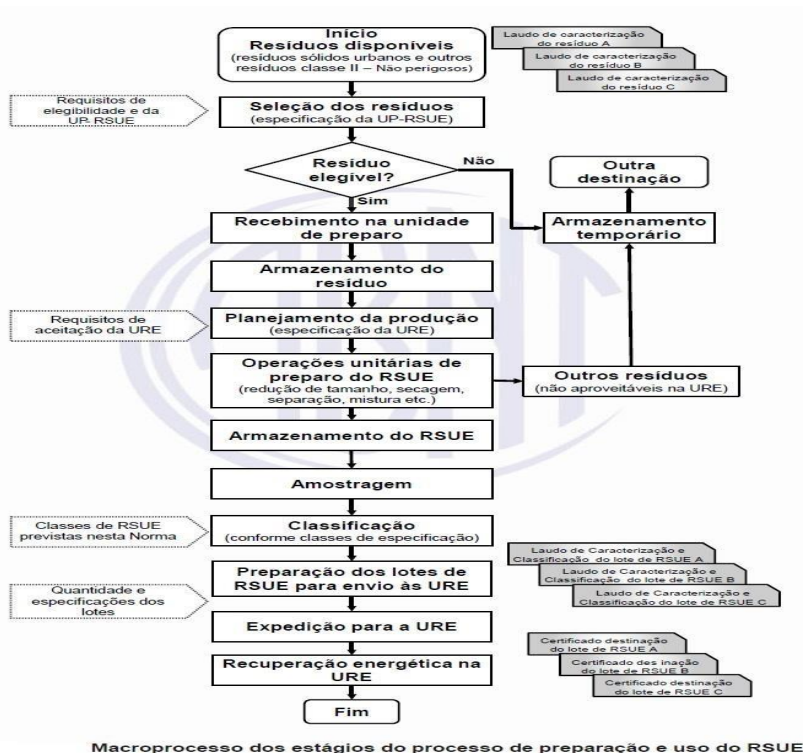 Início
Resíduos disponíveis
(resíduos sólidos urbanos e outros
resíduos classe II – Não perigosos)
Laudo de caracterização
do resíduo A
Laudo de caracterização
do resíduo B
Laudo de caracterização
do resíduo C
Requisitos de
elegibilidade e da
UP-RSUE
Seleção dos resíduos
(especificação da UP-RSUE)
Resíduo
elegível?
Não
Sim
Outra
destinação
Recebimento na unidade
de preparo
Armazenamento
temporário
Armazenamento do
resíduo
Requisitos de
aceitação da URE
Planejamento da produção
(especificação da URE)
Operações unitárias de
preparo do RSUE
(redução de tamanho, secagem,
separação, mistura etc.)
Outros resíduos
(não aproveitáveis na URE)
Armazenamento do RSUE
Amostragem
Classes de RSUE
previstas nesta Norma
Classificação
(conforme classes de especificação)
Laudo de Caracterização e
Classificação do lote de RSUE A
Laudo de Caracterização e
Classificação do lote de RSUE B
Laudo de Caracterização e
Classificação do lote de RSUE C
Preparação dos lotes de
RSUE para envio às URE
Quantidade e
especificações dos
lotes
Expedição para a URE
Certificado destinação
do lote de RSUE A
Certificado des inação
do lote de RSUE B
Certificado destinação
do lote de RSUE C
Recuperação energética na
URE
Fim
Macroprocesso dos estágios do processo de preparação e uso do RSUE
ABNT